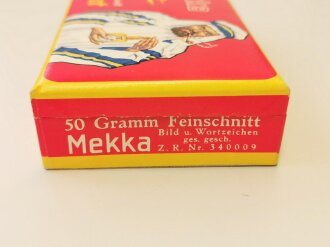 50 Gramm Feinschnitt
Mekka Bild u. Wortzeichen
ges. gesch.
Z. R. Nr. 340009